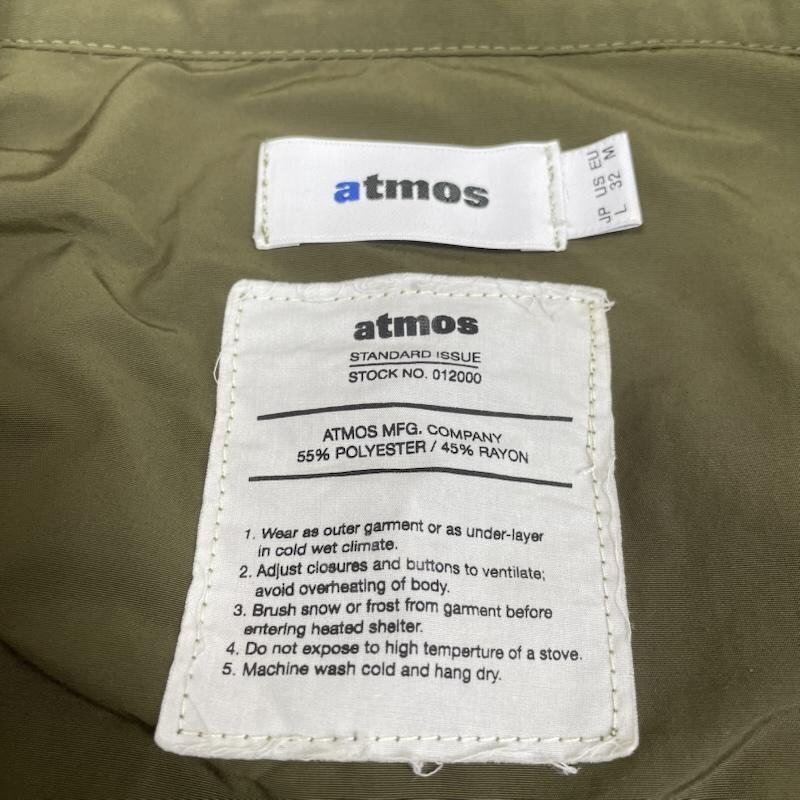 atmos
JP US EU
L 32 M
atmos
STANDARD ISSUE
STOCK NO. 012000
ATMOS MFG. COMPANY
55% POLYESTER / 45% RAYON
1. Wear as outer garment or as under-layer
in cold wet climate.
2. Adjust closures and buttons to ventilate;
avoid overheating of body.
3. Brush snow or frost from garment before
entering heated shelter.
4. Do not expose to high temperture of a stove.
5. Machine wash cold and hang dry.